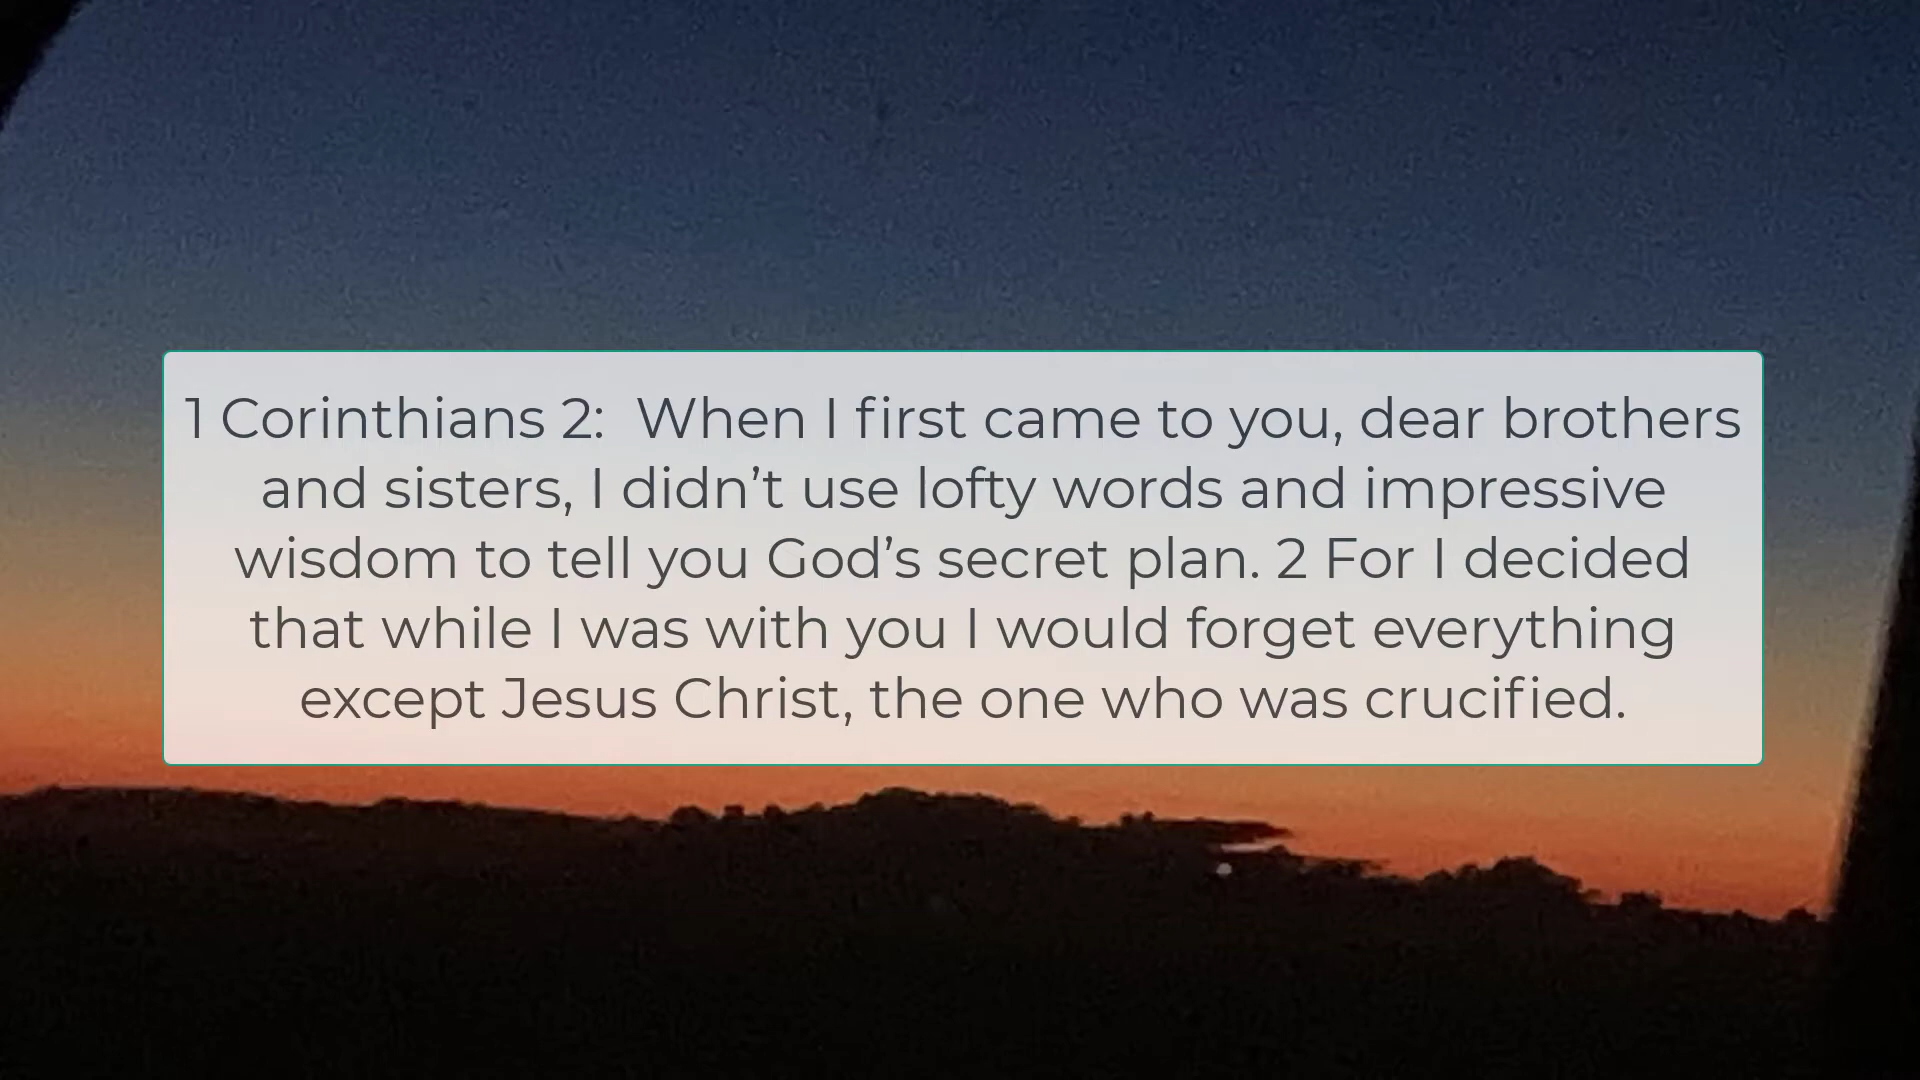 1 Corinthians 2:  When I first came to you, dear brothers
and sisters, I didn’t use lofty words and impressive
wisdom to tell you God’s secret plan. 2 For I decided
that while I was with you I would forget everything
except Jesus Christ, the one who was crucified.